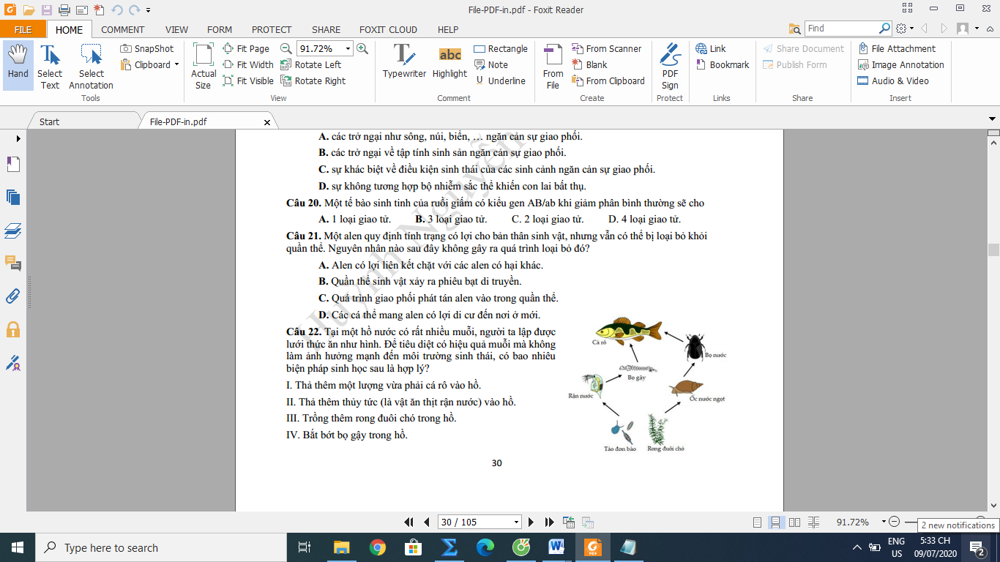 File-PDF-in.pdf - Foxit Reader
FILE HOME COMMENT VIEW FORM PROTECT SHARE FOXIT CLOUD HELP Find
Hand Select Text Select Annotation SnapShot Clipboard Tools
Actual Size Fit Page Fit Width Fit Visible 91.72% Rotate Left Rotate Right View
Typewriter Highlight Rectangle Note Underline Comment
From File From Scanner Blank From Clipboard Create
PDF Sign Protect
Link Bookmark Links
Share Document Publish Form Share
File Attachment Image Annotation Audio & Video Insert
Start File-PDF-in.pdf
A. các trở ngại như sông, núi, biển, … ngăn cản sự giao phối.
B. các trở ngại về tập tính sinh sản ngăn cản sự giao phối.
C. sự khác biệt về điều kiện sinh thái của các sinh cảnh ngăn cản sự giao phối.
D. sự không tương hợp bộ nhiễm sắc thể khiến con lai bất thụ.
Câu 20. Một tế bào sinh tinh của ruồi giấm có kiểu gen AB/ab khi giảm phân bình thường sẽ cho
A. 1 loại giao tử. B. 3 loại giao tử. C. 2 loại giao tử. D. 4 loại giao tử.
Câu 21. Một alen quy định tính trạng có lợi cho bản thân sinh vật, nhưng vẫn có thể bị loại bỏ khỏi
quần thể. Nguyên nhân nào sau đây không gây ra quá trình loại bỏ đó?
A. Alen có lợi liên kết chặt với các alen có hại khác.
B. Quần thể sinh vật xảy ra phiêu bạt di truyền.
C. Quá trình giao phối phát tán alen vào trong quần thể.
D. Các cá thể mang alen có lợi di cư đến nơi ở mới.
Câu 22. Tại một hồ nước có rất nhiều muỗi, người ta lập được
lưới thức ăn như hình. Để tiêu diệt có hiệu quả muỗi mà không
làm ảnh hưởng mạnh đến môi trường sinh thái, có bao nhiêu
biện pháp sinh học sau là hợp lý?
I. Thả thêm một lượng vừa phải cá rô vào hồ.
II. Thả thêm thủy tức (là vật ăn thịt rận nước) vào hồ.
III. Trồng thêm rong đuôi chó trong hồ.
IV. Bắt bớt bọ gậy trong hồ.
Cá rô
Bọ nước
Bọ gậy
Rận nước
Ốc nước ngọt
Tảo đơn bào
Rong đuôi chó
Huỳnh Nguyễn
30
30 / 105 91.72%
2 new notifications
Type here to search
ENG 5:33 CH
US 09/07/2020
2